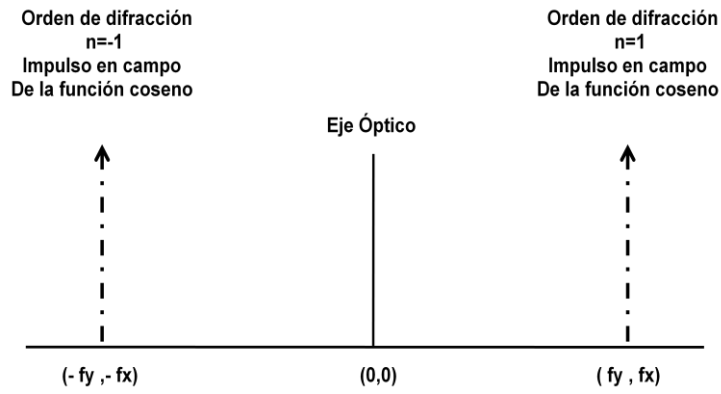 Orden de difracción
n=-1
Impulso en campo
De la función coseno
Orden de difracción
n=1
Impulso en campo
De la función coseno
Eje Óptico
(- fy ,- fx)
(0,0)
( fy , fx)